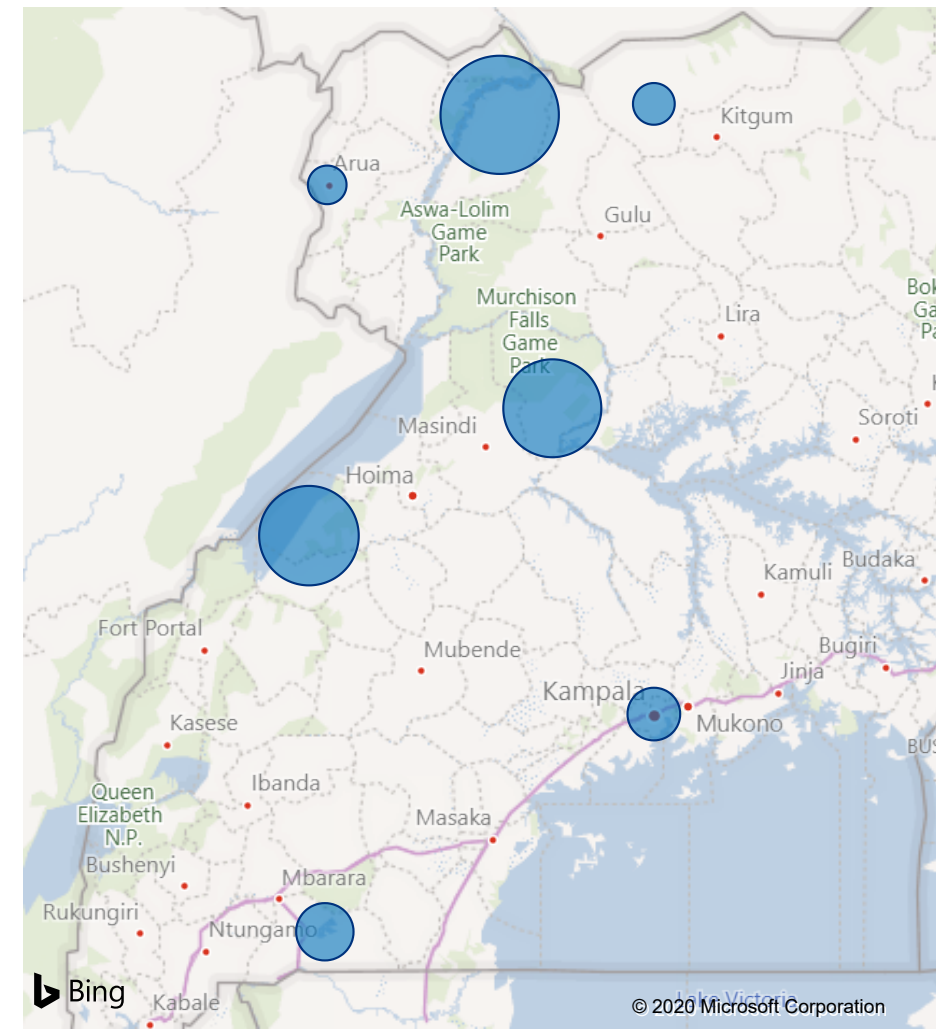 Kitgum
Arua
Aswa-Lolim
Game
Park
Gulu
Murchison
Falls
Game
Park
Lira
Masindi
Soroti
Hoima
Budaka
Kamuli
Fort Portal
Mubende
Bugiri
Jinja
Kampala
Kasese
Mukono
Ibanda
Queen
Elizabeth
N.P.
Masaka
Bushenyi
Mbarara
Rukungiri
Ntungamo
Bing
Kabale
Lake Victoria
© 2020 Microsoft Corporation